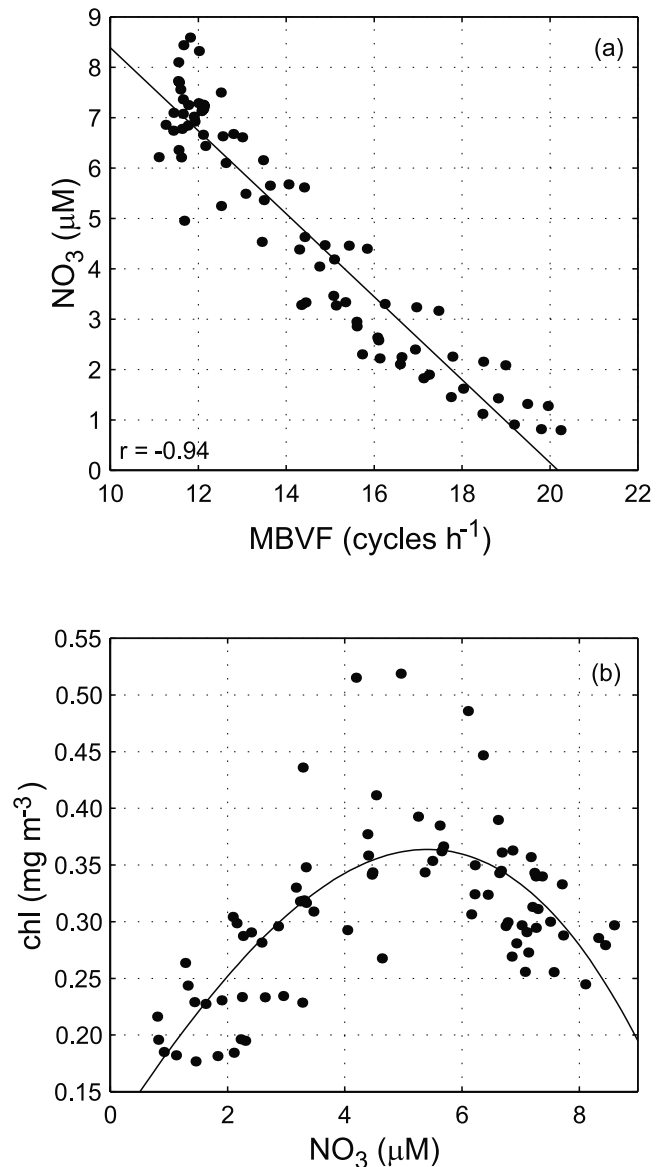 (a)
9
8
7
6
5
4
3
2
1
0
NO3 (μM)
r = -0.94
10 12 14 16 18 20 22
MBVF (cycles h-1)
(b)
0.55
0.50
0.45
0.40
0.35
0.30
0.25
0.20
0.15
chl (mg m-3)
0 2 4 6 8
NO3 (μM)